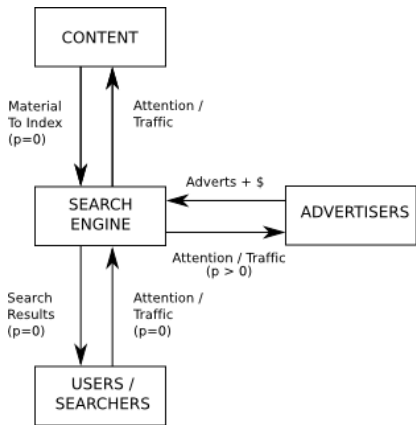 CONTENT
Material
To Index
(p=0)
Attention /
Traffic
Adverts + $
SEARCH
ENGINE
ADVERTISERS
Attention / Traffic
(p > 0)
Search
Results
(p=0)
Attention /
Traffic
(p=0)
USERS /
SEARCHERS